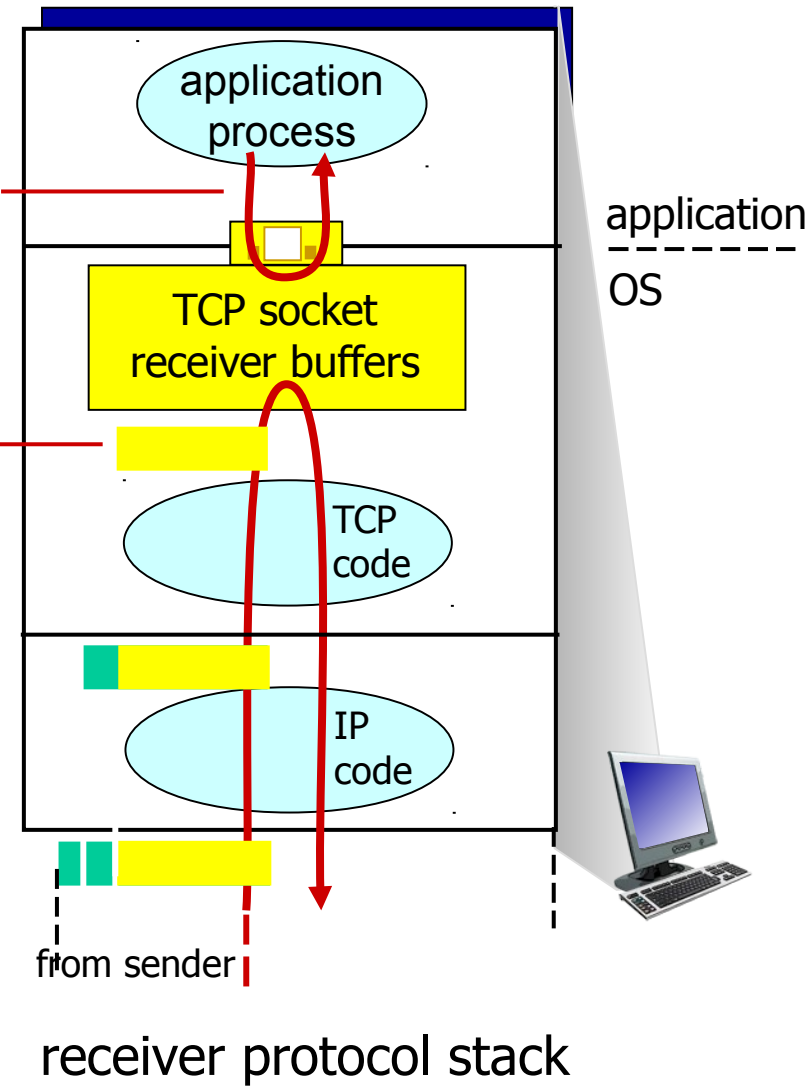 application
process
application
OS
TCP socket
receiver buffers
TCP
code
IP
code
from sender
receiver protocol stack